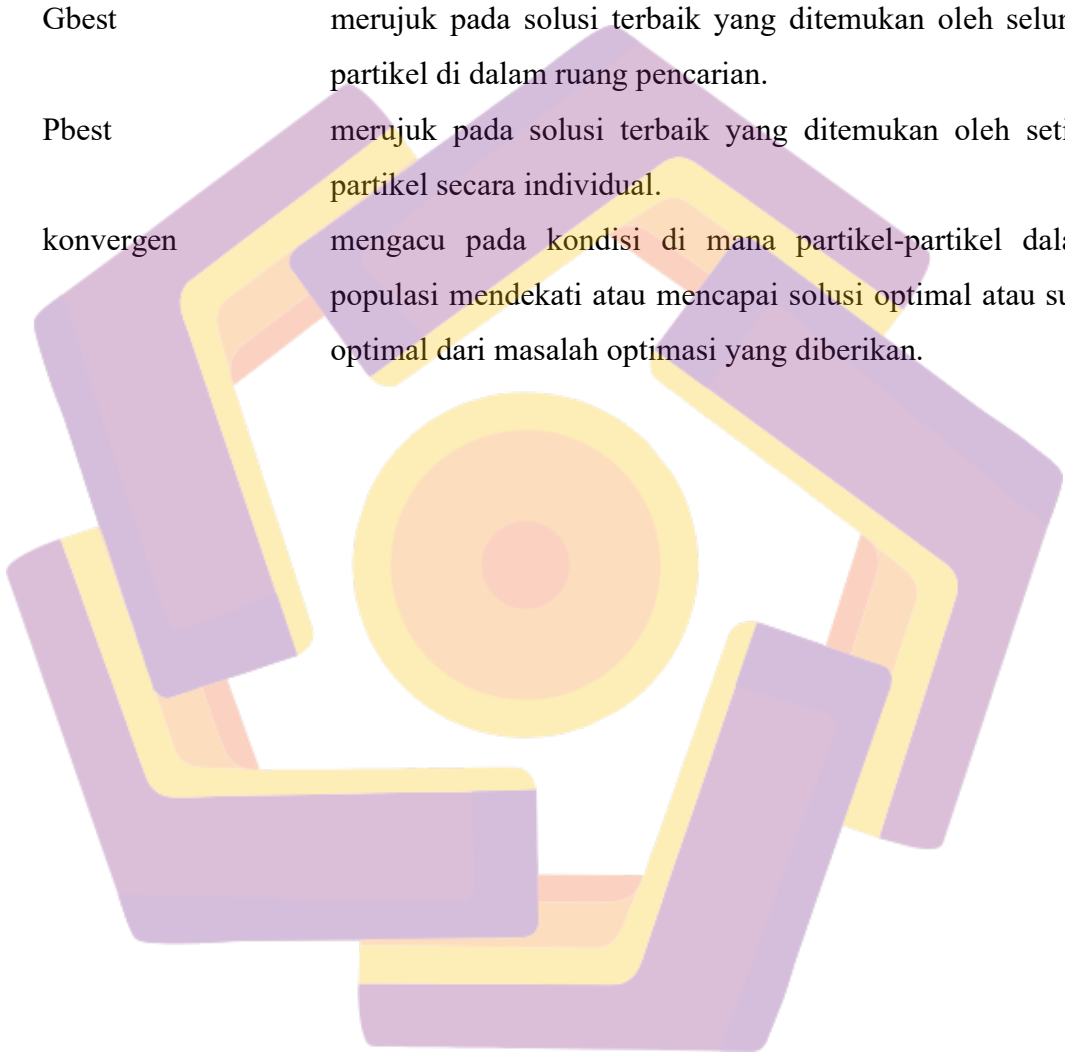 Gbest merujuk pada solusi terbaik yang ditemukan oleh
partikel di dalam ruang pencarian.
Pbest merujuk pada solusi terbaik yang ditemukan oleh
partikel secara individual.
konvergen mengacu pada kondisi di mana partikel-partikel
populasi mendekati atau mencapai solusi optimal atau
optimal dari masalah optimasi yang diberikan.